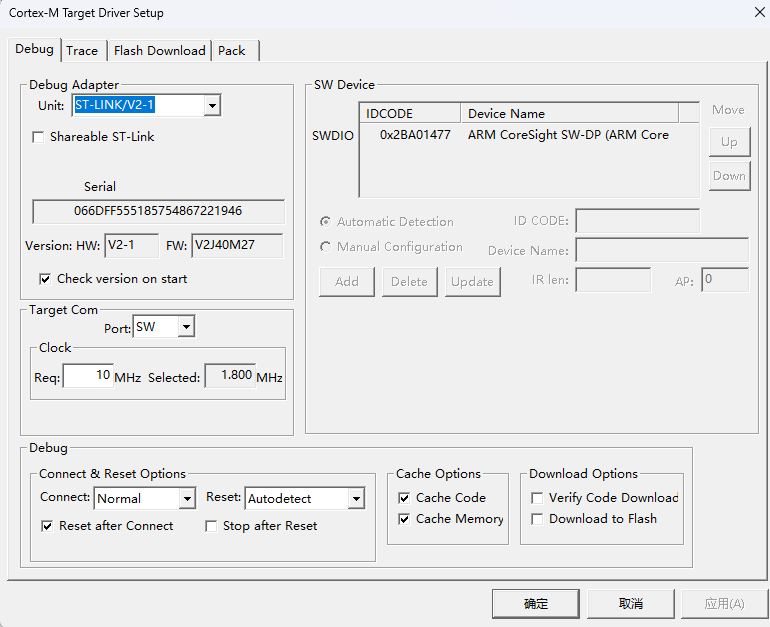 Cortex-M Target Driver Setup
Debug Trace Flash Download Pack
Debug Adapter
Unit: ST-LINK/V2-1
Shareable ST-Link
Serial
066DFF555185754867221946
Version: HW: V2-1 FW: V2J40M27
Check version on start
Target Com
Port: SW
Clock
Req: 10 MHz Selected: 1.800 MHz
SW Device
IDCODE Device Name Move
SWDIO 0x2BA01477 ARM CoreSight SW-DP (ARM Core Up
Down
Automatic Detection ID CODE:
Manual Configuration Device Name:
Add Delete Update IR len: AP: 0
Debug
Connect & Reset Options
Connect: Normal Reset: Autodetect
Reset after Connect Stop after Reset
Cache Options
Cache Code
Cache Memory
Download Options
Verify Code Download
Download to Flash
确定 取消 应用(A)